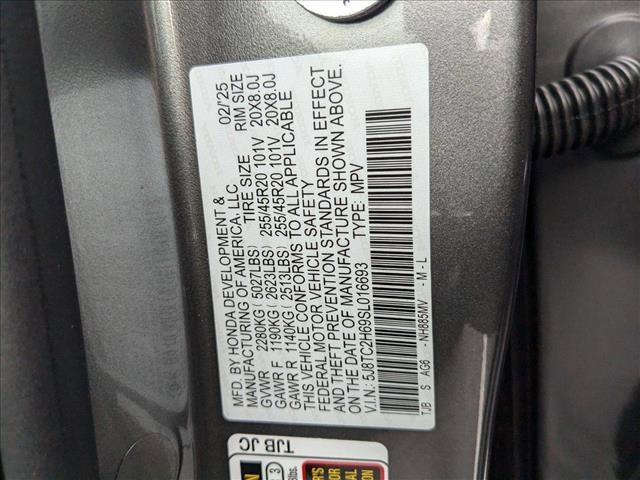 MFD. BY HONDA DEVELOPMENT & 02/'25
MANUFACTURING OF AMERICA, LLC
TIRE SIZE RIM SIZE
GVWR 2280KG (5027LBS) 255/45R20 101V 20X8.0J
GAWR F 1190KG (2623LBS) 255/45R20 101V 20X8.0J
GAWR R 1140KG (2513LBS) 
THIS VEHICLE CONFORMS TO ALL APPLICABLE
FEDERAL MOTOR VEHICLE SAFETY
AND THEFT PREVENTION STANDARDS IN EFFECT
ON THE DATE OF MANUFACTURE SHOWN ABOVE.
V.I.N.: 5J8TC2H69SL016693 TYPE: MPV
TJB S AG6 - NH885MV - M - L
TJB JC